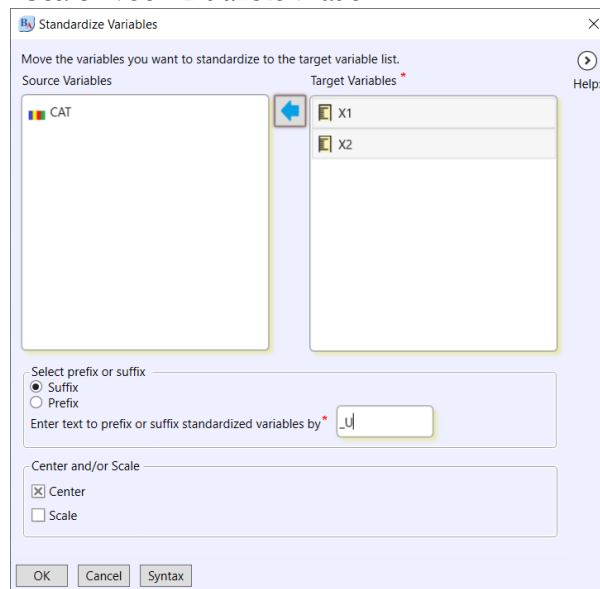 Standardize Variables
Move the variables you want to standardize to the target variable list.
Source Variables
Target Variables *
Help:
CAT
X1
X2
Select prefix or suffix
Suffix
Prefix
Enter text to prefix or suffix standardized variables by* _U
Center and/or Scale
Center
Scale
OK Cancel Syntax